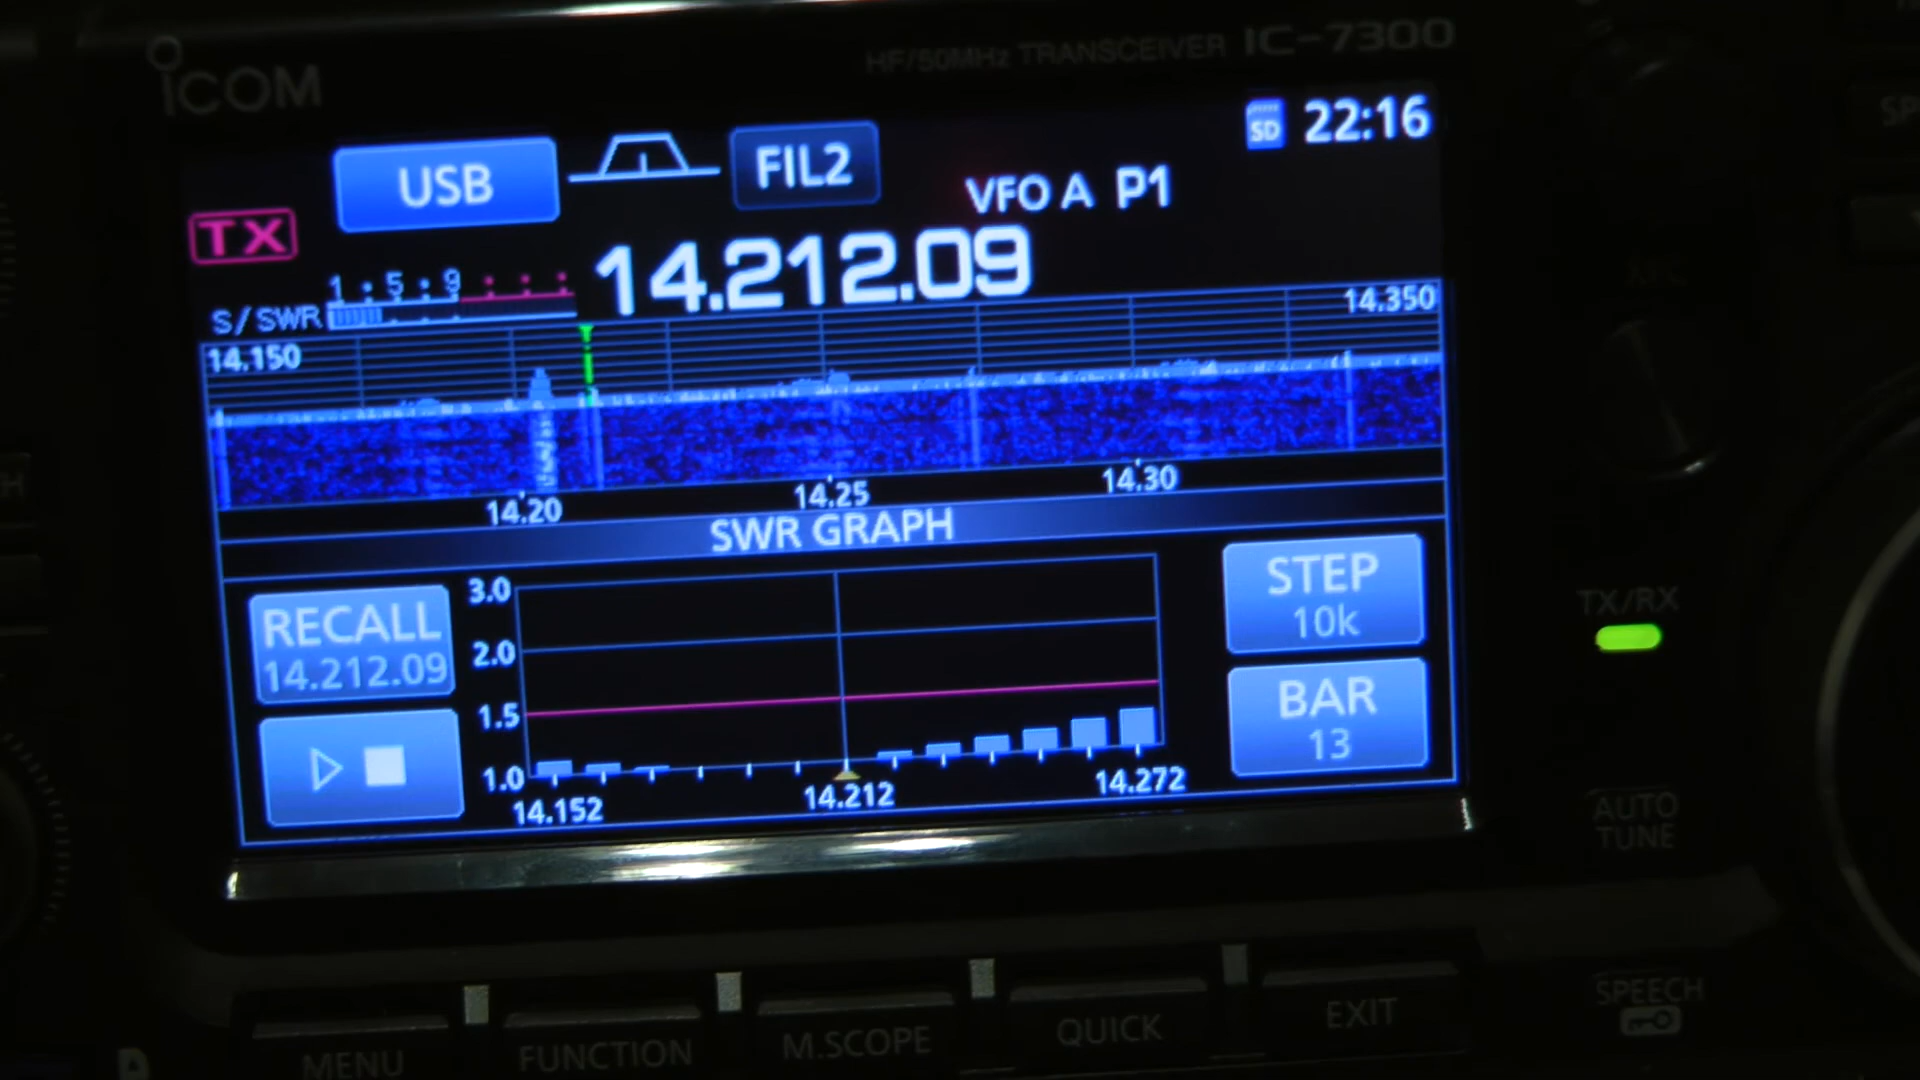 ICOM
HF/50MHz TRANSCEIVER IC-7300
SD 22:16
USB FIL2
VFO A P1
TX
14.212.09
1 : 5 : 9 : : :
S/SWR
14.150 14.350
14.20 14.25 14.30
SWR GRAPH
RECALL
14.212.09
3.0
2.0
1.5
1.0
14.152 14.212 14.272
STEP
10k
BAR
13
TX/RX
AUTO
TUNE
SPEECH
MENU FUNCTION M.SCOPE QUICK EXIT